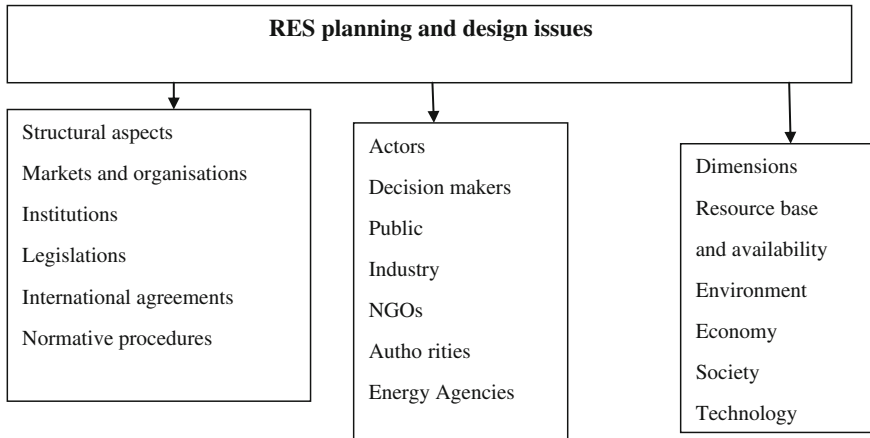 RES planning and design issues
Structural aspects
Markets and organisations
Institutions
Legislations
International agreements
Normative procedures
Actors
Decision makers
Public
Industry
NGOs
Autho rities
Energy Agencies
Dimensions
Resource base
and availability
Environment
Economy
Society
Technology